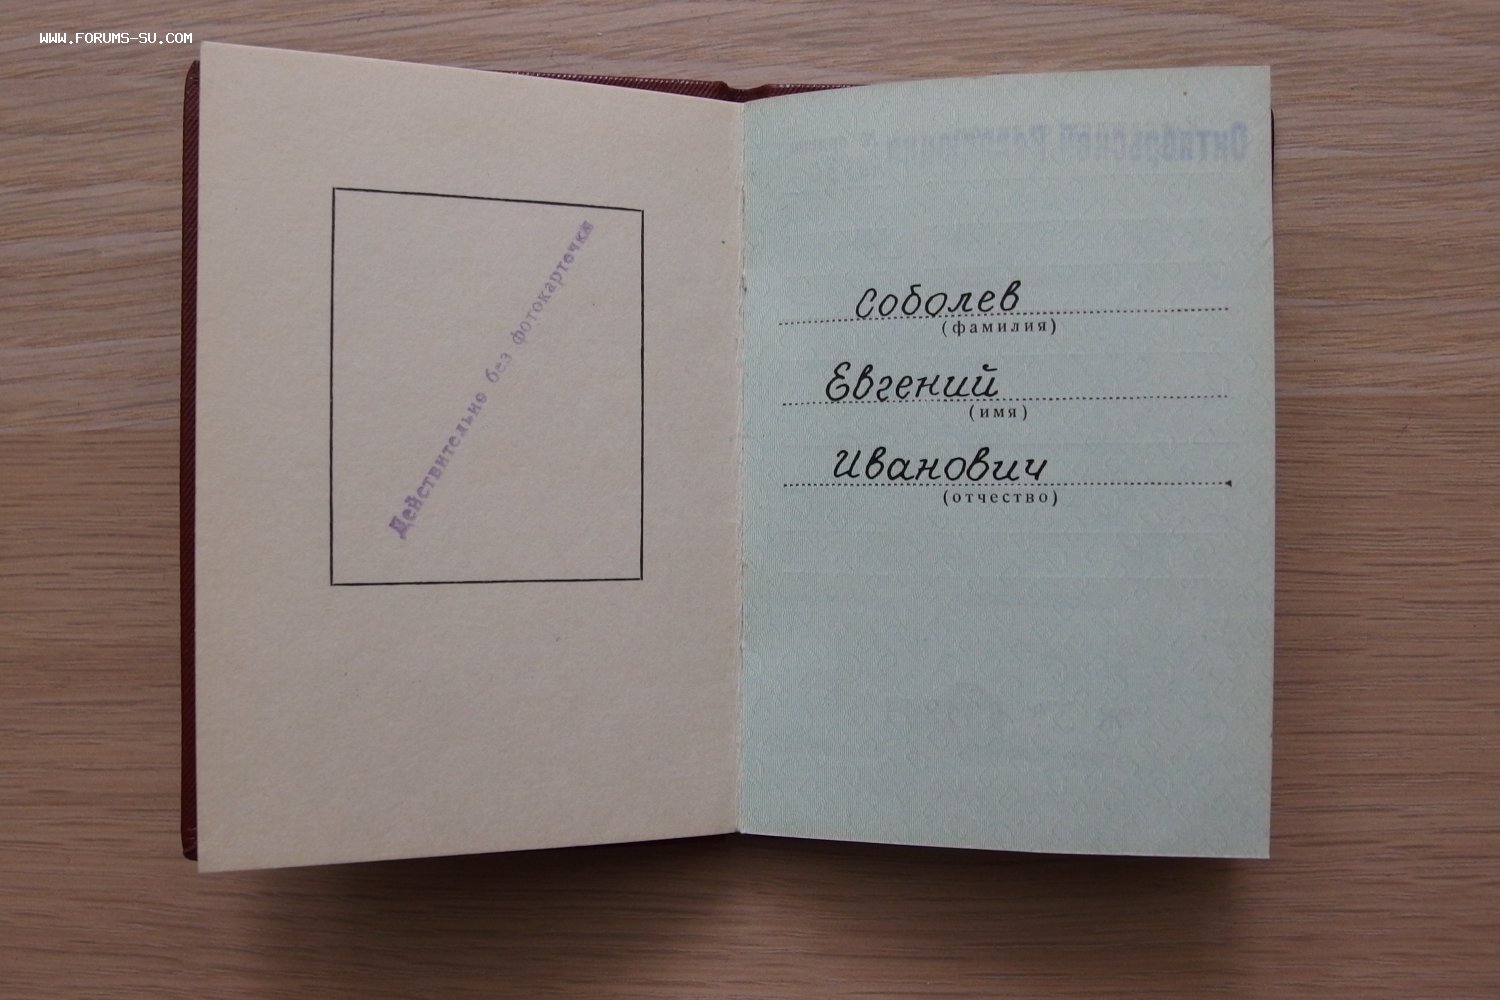 WWW.FORUMS-SU.COM
Действительно без фотокарточки
Соболев
(фамилия)
Евгений
(имя)
Иванович
(отчество)